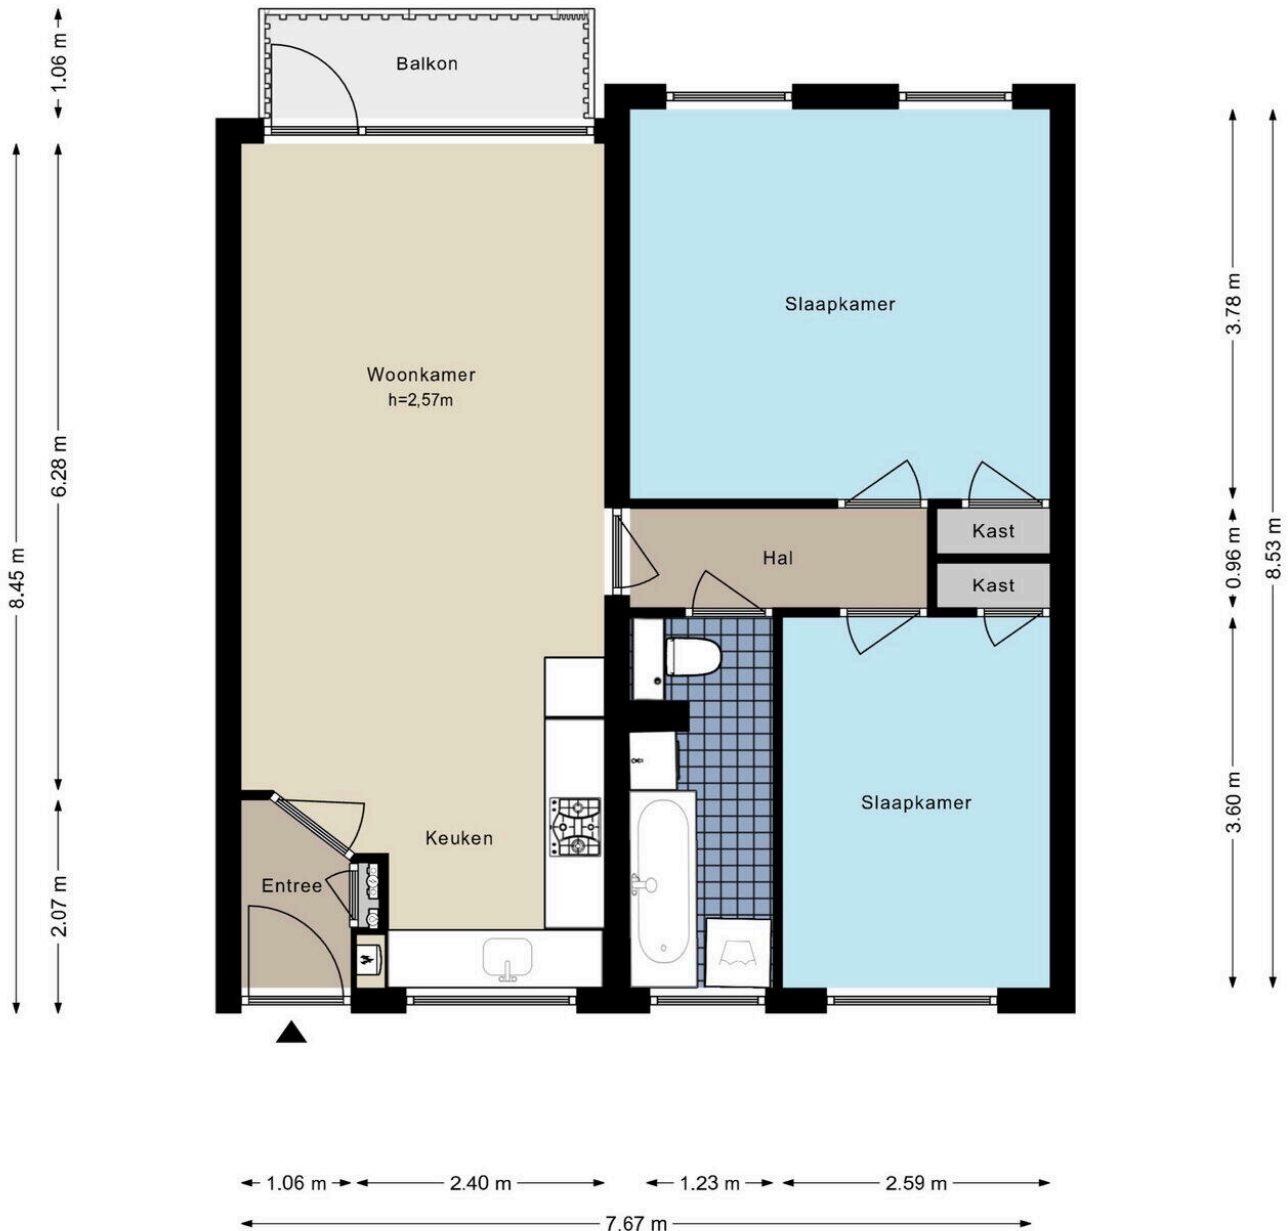 Balkon
1.06 m
Slaapkamer
Woonkamer
h=2,57m
3.78 m
6.28 m
8.45 m
8.53 m
Kast
Hal
0.96 m
Kast
Slaapkamer
3.60 m
Keuken
Entree
2.07 m
1.06 m
2.40 m
1.23 m
2.59 m
7.67 m